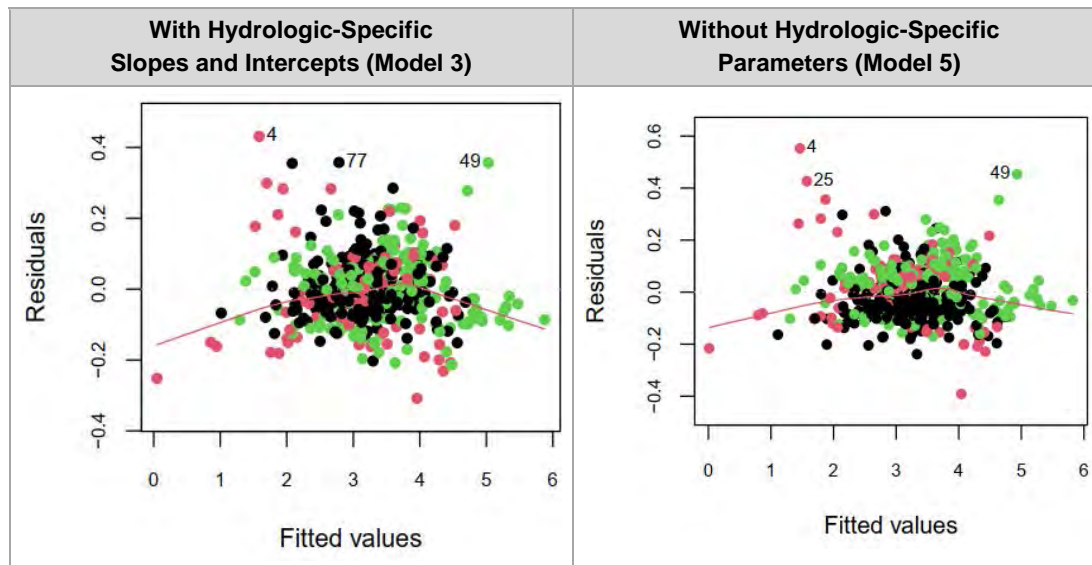 With Hydrologic-Specific
Slopes and Intercepts (Model 3)
Without Hydrologic-Specific
Parameters (Model 5)
4
77
49
0.4
0.2
0.0
−0.2
−0.4
Residuals
0 1 2 3 4 5 6
Fitted values
4
25
49
0.6
0.4
0.2
0.0
−0.2
−0.4
Residuals
0 1 2 3 4 5 6
Fitted values